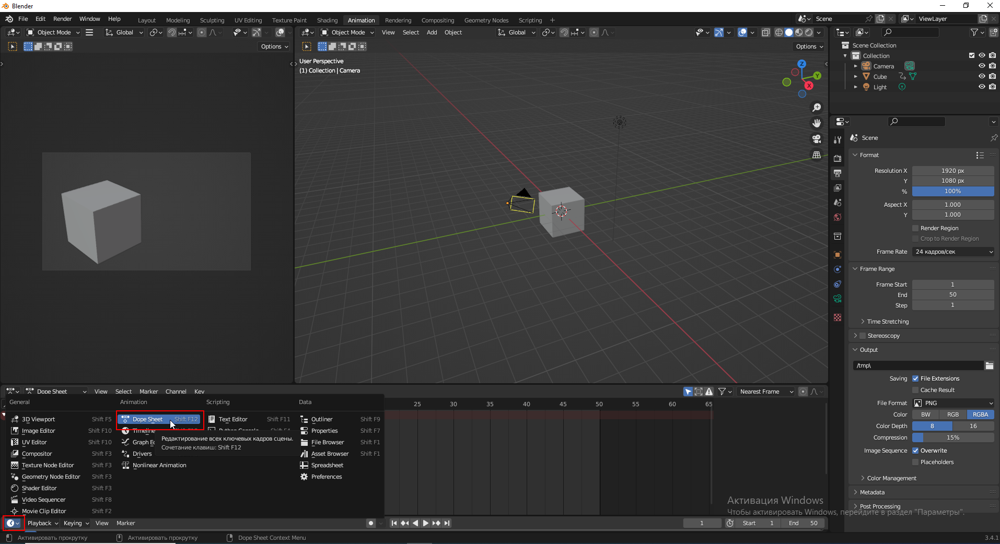 Blender
File Edit Render Window Help Layout Modeling Sculpting UV Editing Texture Paint Shading Animation Rendering Compositing Geometry Nodes Scripting + Scene ViewLayer
Object Mode Global Object Mode View Select Add Object Global
Options Options
User Perspective
(1) Collection | Camera
Z
Y
X
Scene Collection
Collection
Camera
Cube
Light
Scene
Format
Resolution X 1920 px
Y 1080 px
% 100%
Aspect X 1.000
Y 1.000
Render Region
Crop to Render Region
Frame Rate 24 кадров/сек
Frame Range
Frame Start 1
End 50
Step 1
Time Stretching
Stereoscopy
Output
/tmp\
Saving File Extensions
Cache Result
File Format PNG
Color BW RGB RGBA
Color Depth 8 16
Compression 15%
Image Sequence Overwrite
Placeholders
Color Management
Metadata
Post Processing
Dope Sheet View Select Marker Channel Key Nearest Frame
25 30 35 40 45 50 55 60 65
General
3D Viewport Shift F5
Image Editor Shift F10
UV Editor Shift F10
Compositor Shift F3
Texture Node Editor Shift F3
Geometry Node Editor Shift F3
Shader Editor Shift F3
Video Sequencer Shift F8
Movie Clip Editor Shift F2
Animation
Dope Sheet Shift F12
Timeline
Graph Ed
Drivers
Nonlinear Animation
Редактирование всех ключевых кадров сцены.
Сочетание клавиш: Shift F12
Scripting
Text Editor Shift F11
Python Console Shift F4
Data
Outliner Shift F9
Properties Shift F7
File Browser Shift F1
Asset Browser Shift F1
Spreadsheet
Preferences
Активация Windows
Чтобы активировать Windows, перейдите в раздел "Параметры".
Playback Keying View Marker 1 Start 1 End 50
Активировать прокрутку Активировать прокрутку Dope Sheet Context Menu 3.4.1